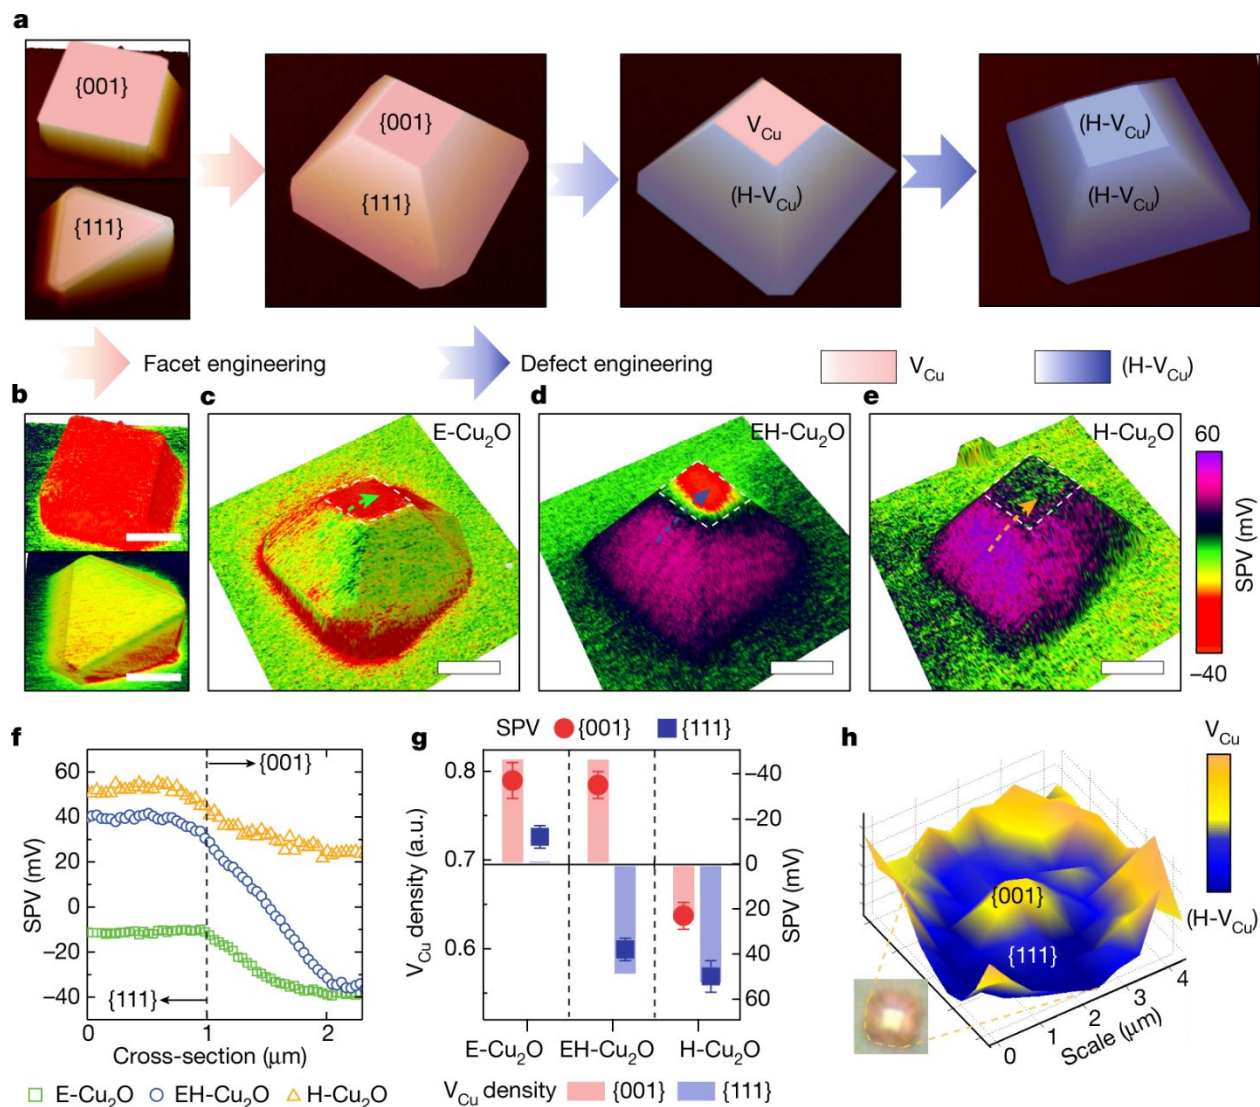 a
{001}
{111}
{001}
{111}
V_Cu
(H-V_Cu)
(H-V_Cu)
(H-V_Cu)
Facet engineering
Defect engineering
V_Cu
(H-V_Cu)
b
c
E-Cu₂O
d
EH-Cu₂O
e
H-Cu₂O
60
SPV (mV)
−40
f
{001}
{111}
60
40
20
0
−20
−40
SPV (mV)
0
1
2
Cross-section (μm)
E-Cu₂O
EH-Cu₂O
H-Cu₂O
g
SPV
{001}
{111}
0.8
0.7
0.6
V_Cu density (a.u.)
−40
−20
0
20
40
60
SPV (mV)
E-Cu₂O
EH-Cu₂O
H-Cu₂O
V_Cu density
{001}
{111}
h
V_Cu
(H-V_Cu)
{001}
{111}
0
1
2
3
4
Scale (μm)